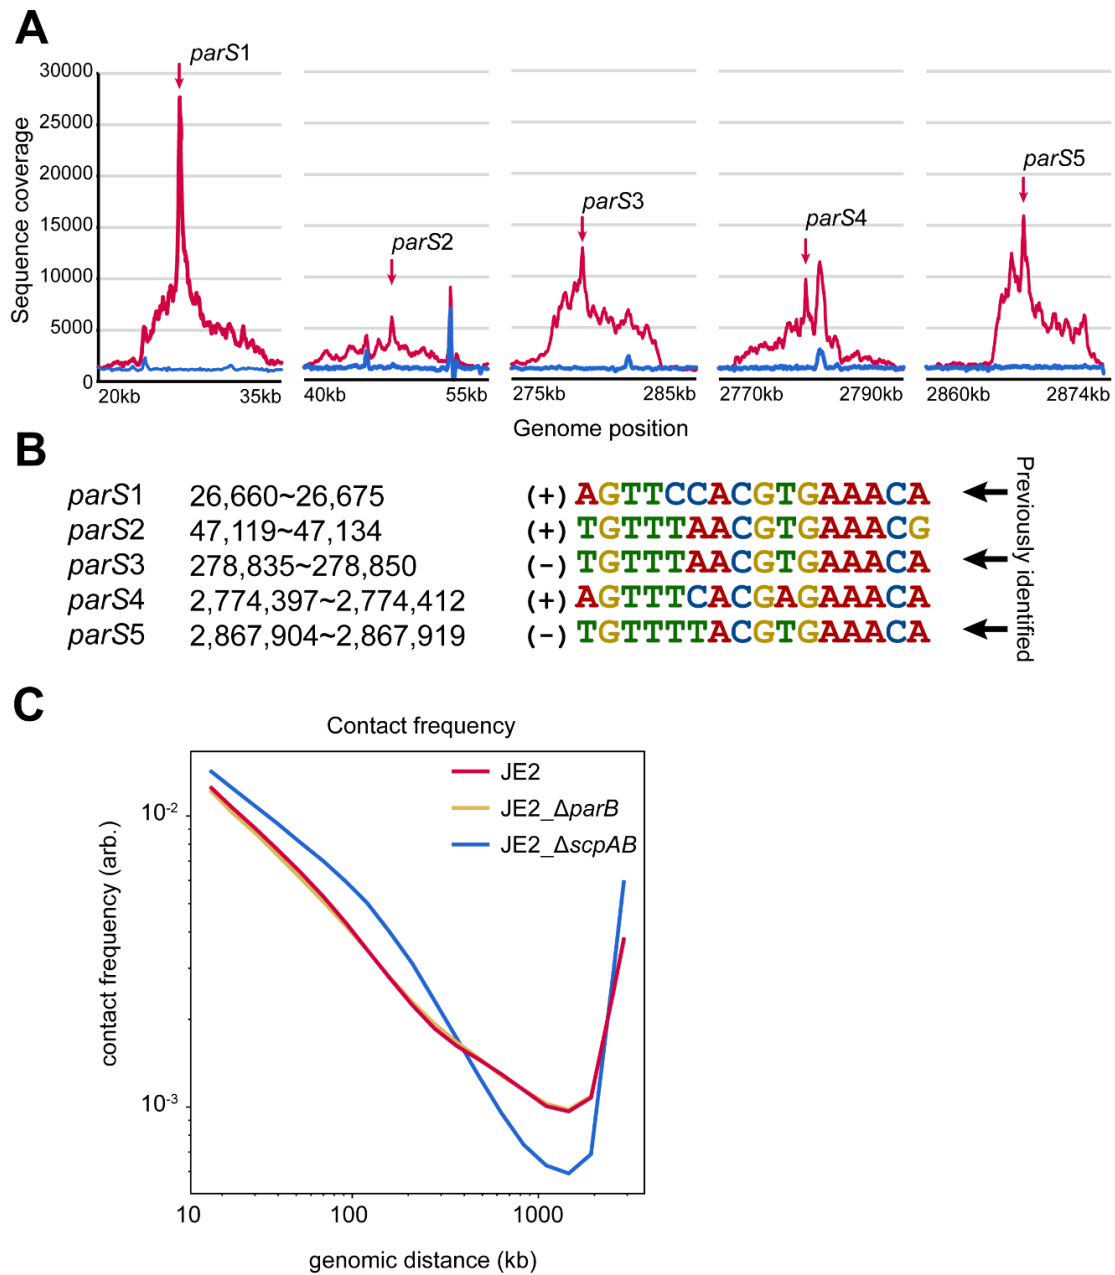 A
parS1
parS2
parS3
parS4
parS5
Sequence coverage
30000
25000
20000
15000
10000
5000
0
20kb 35kb 40kb 55kb 275kb 285kb 2770kb 2790kb 2860kb 2874kb
Genome position
B
parS1 26,660~26,675 (+) AGTTCCACGTGAAACA
parS2 47,119~47,134 (+) TGTTTAACGTGAAACG
parS3 278,835~278,850 (-) TGTTTAACGTGAAACA
parS4 2,774,397~2,774,412 (+) AGTTTCACGAGAAACA
parS5 2,867,904~2,867,919 (-) TGTTTTACGTGAAACA
Previously identified
C
Contact frequency
JE2
JE2_ΔparB
JE2_ΔscpAB
contact frequency (arb.)
10-2
10-3
10 100 1000
genomic distance (kb)